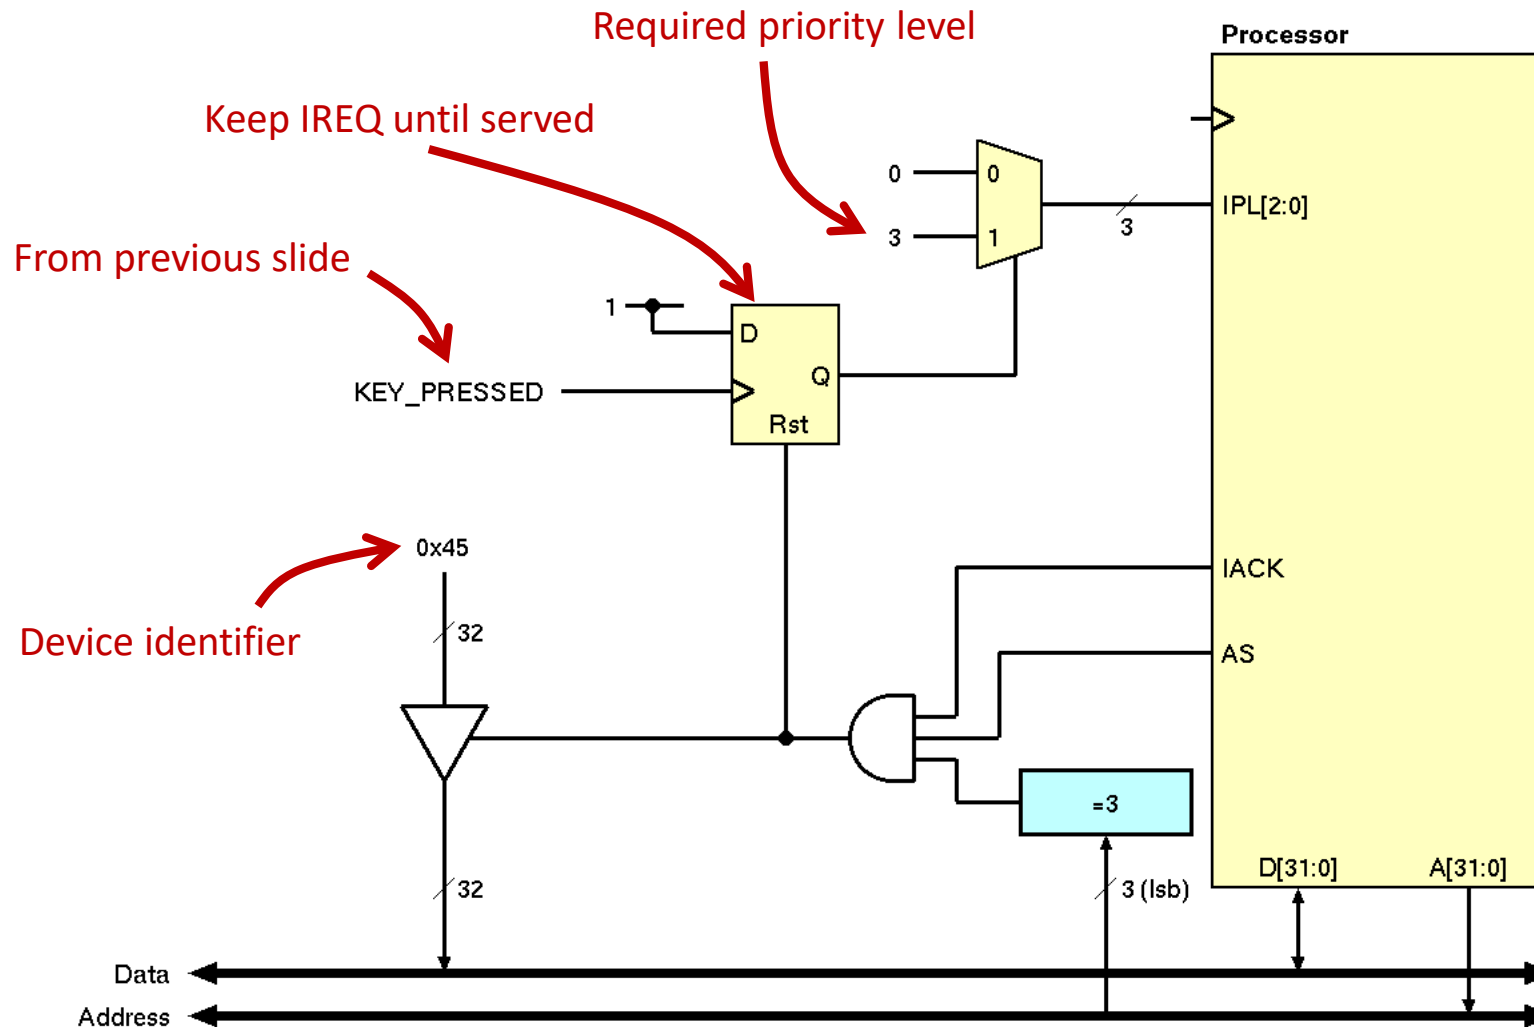 Required priority level
Processor
Keep IREQ until served
0
0
IPL[2:0]
3
3
1
From previous slide
1
D
Q
KEY_PRESSED
Rst
0x45
IACK
Device identifier
32
AS
=3
D[31:0]
A[31:0]
32
3 (lsb)
Data
Address